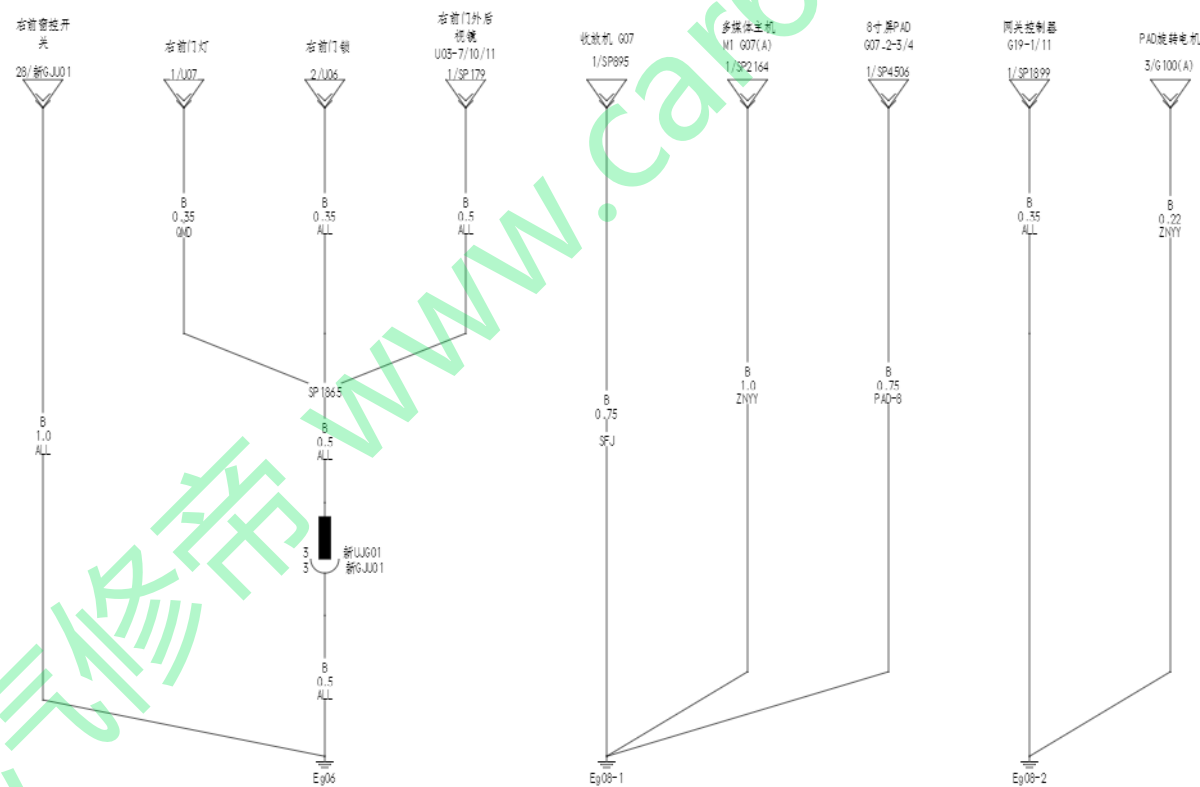 右前窗控开
关
28/新GJU01
右前门灯
1/U07
右前门锁
2/U06
右前门外后
视镜
U03-7/10/11
1/SP179
收放机 G07
1/SP895
多媒体主机
M1 G07(A)
1/SP2164
8寸屏PAD
G07-2-3/4
1/SP4506
网关控制器
G19-1/11
1/SP1899
PAD旋转电机
3/G100(A)
B
0.35
QMD
B
0.35
ALL
B
0.5
ALL
B
0.35
ALL
B
0.22
ZNYY
SP1865
B
1.0
ZNYY
B
0.75
PAD-8
B
0.75
SFJ
B
1.0
ALL
B
0.5
ALL
3 新UJG01
3 新GJU01
B
0.5
ALL
Eg06
Eg08-1
Eg08-2
汽修帝 www.car